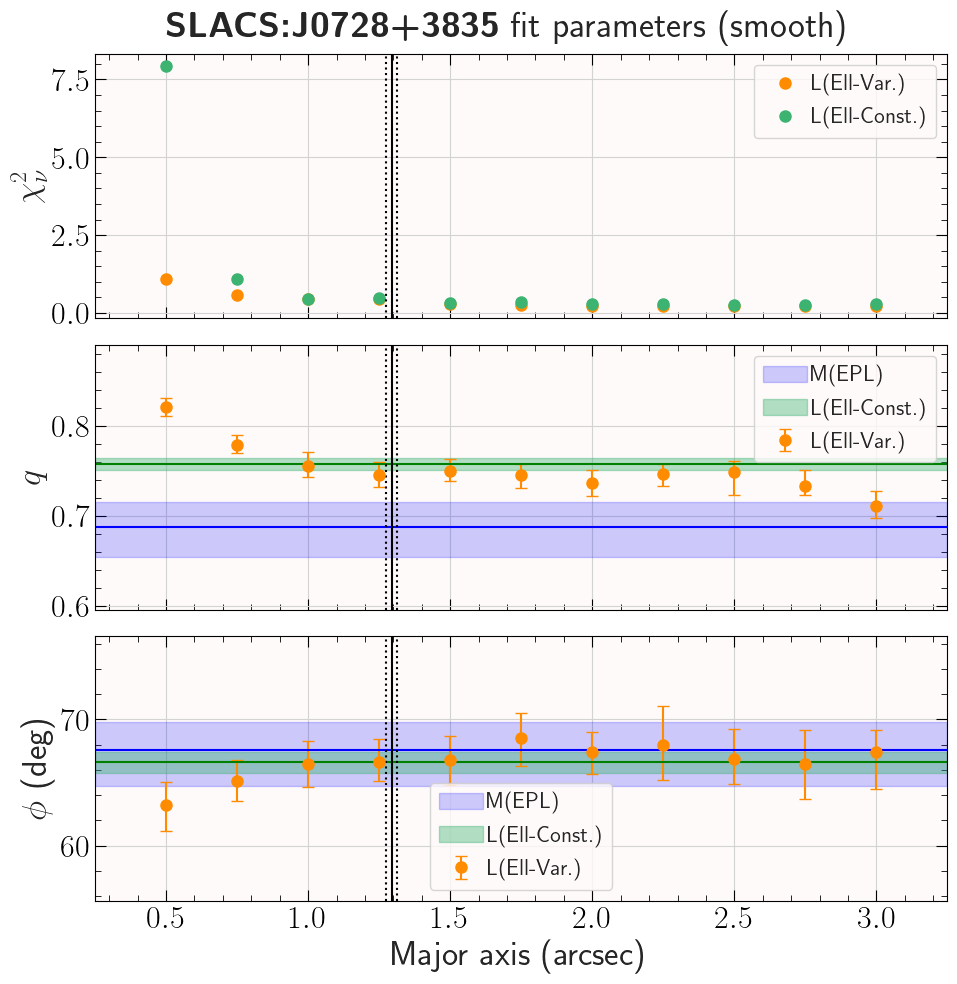 SLACS:J0728+3835 fit parameters (smooth)
7.5
5.0
2.5
0.0
χ²ᵥ
L(Ell-Var.)
L(Ell-Const.)
0.8
0.7
0.6
q
M(EPL)
L(Ell-Const.)
L(Ell-Var.)
70
60
ϕ (deg)
M(EPL)
L(Ell-Const.)
L(Ell-Var.)
0.5 1.0 1.5 2.0 2.5 3.0
Major axis (arcsec)